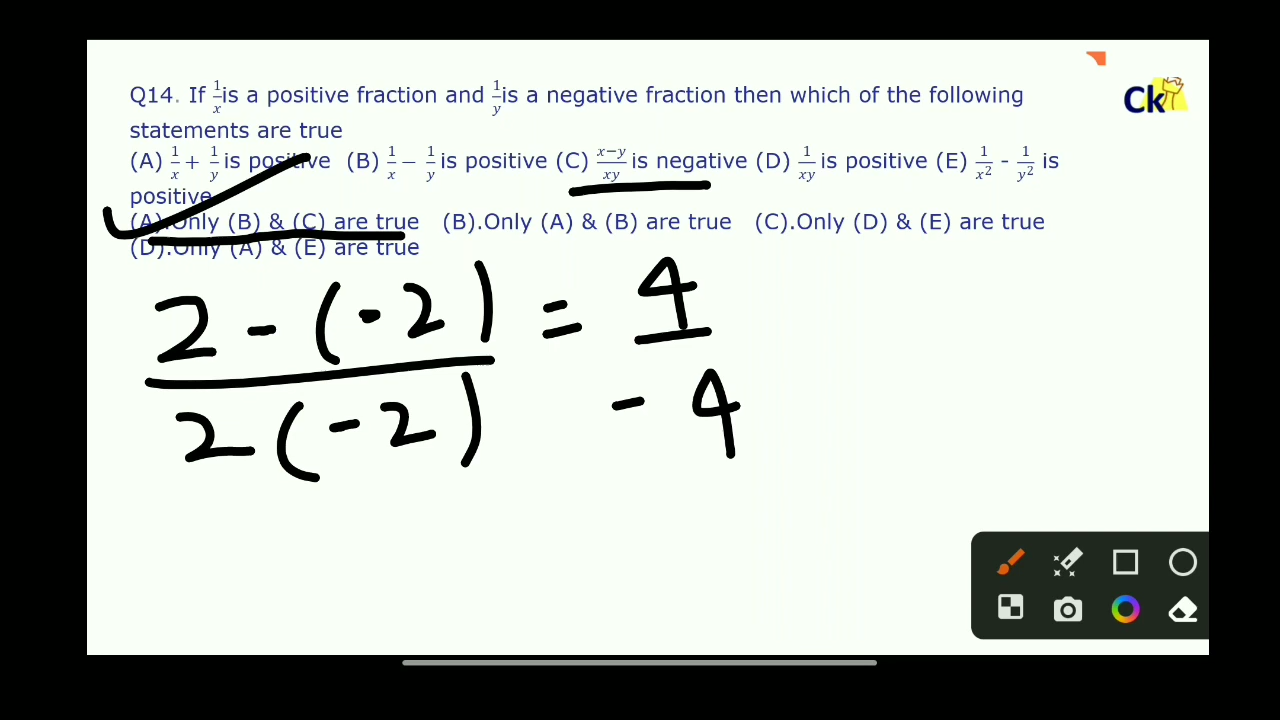 Q14. If 1/x is a positive fraction and 1/y is a negative fraction then which of the following
Ck
statements are true
(A) 1/x + 1/y is positive (B) 1/x − 1/y is positive (C) x−y/xy is negative (D) 1/xy is positive (E) 1/x² - 1/y² is
positive
(A).Only (B) & (C) are true (B).Only (A) & (B) are true (C).Only (D) & (E) are true
(D).Only (A) & (E) are true
2 - (-2) = 4
2 (-2) - 4